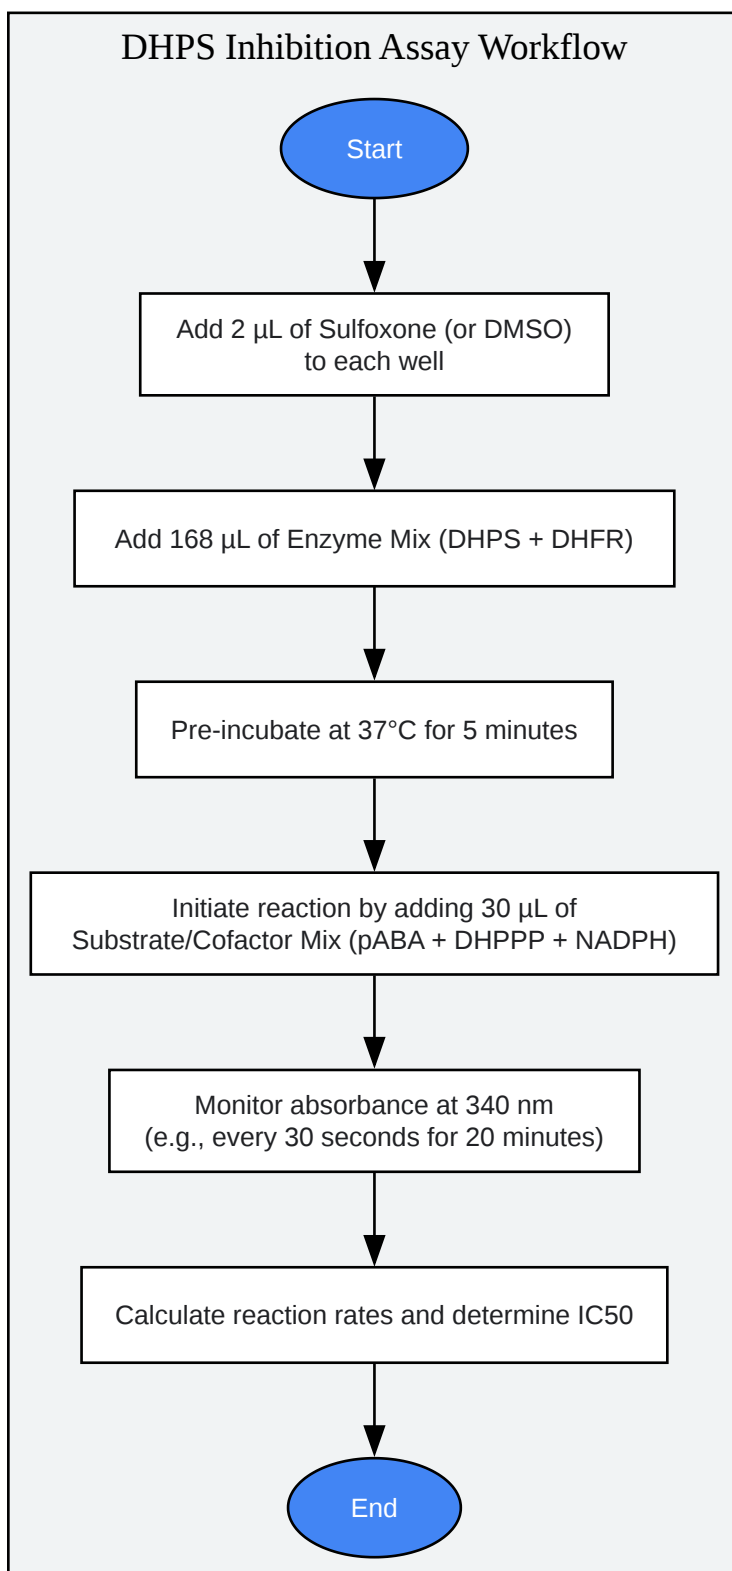 DHPS Inhibition Assay Workflow
Start
Add 2 µL of Sulfoxone (or DMSO)
to each well
Add 168 µL of Enzyme Mix (DHPS + DHFR)
Pre-incubate at 37°C for 5 minutes
Initiate reaction by adding 30 µL of
Substrate/Cofactor Mix (pABA + DHPPP + NADPH)
Monitor absorbance at 340 nm
(e.g., every 30 seconds for 20 minutes)
Calculate reaction rates and determine IC50
End